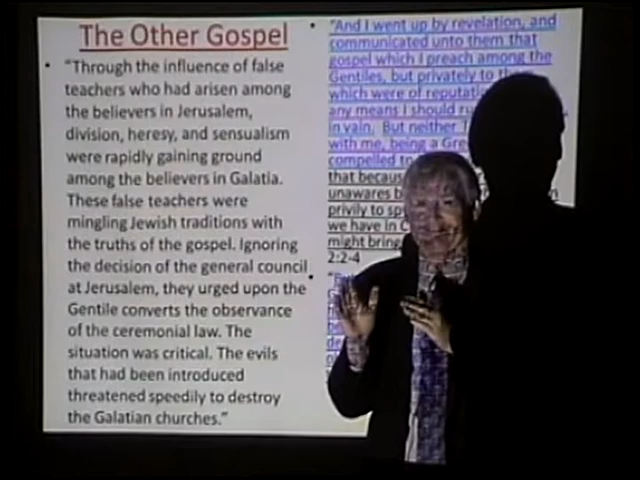 The Other Gospel
• "Through the influence of false
teachers who had arisen among
the believers in Jerusalem,
division, heresy, and sensualism
were rapidly gaining ground
among the believers in Galatia.
These false teachers were
mingling Jewish traditions with
the truths of the gospel. Ignoring
the decision of the general council
at Jerusalem, they urged upon the
Gentile converts the observance
of the ceremonial law. The
situation was critical. The evils
that had been introduced
threatened speedily to destroy
the Galatian churches."
• "And I went up by revelation, and
communicated unto them that
gospel which I preach among the
Gentiles, but privately to
which were of
any means I should
in vain. But neither
with me, being a
compelled to
that
unawares
privily to
we have in
might
2:2-4
•